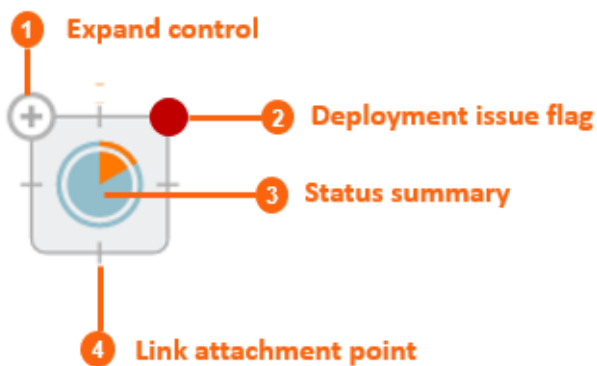 1 Expand control
2 Deployment issue flag
3 Status summary
4 Link attachment point